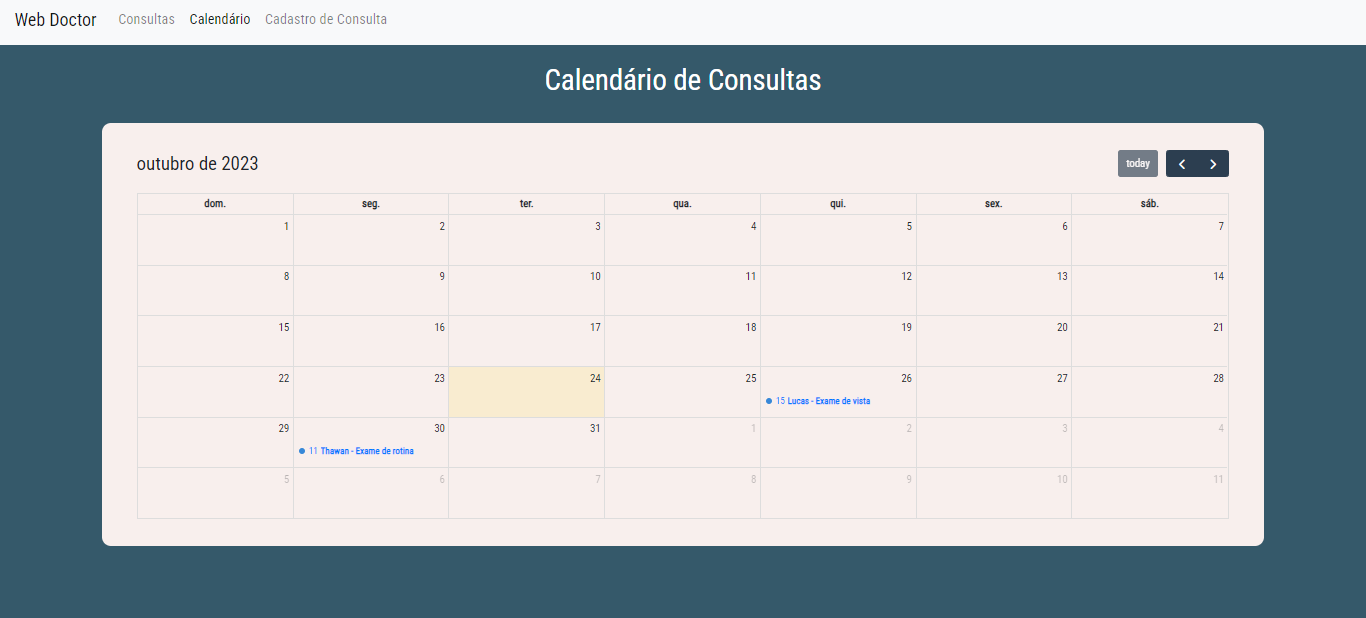 Web Doctor Consultas Calendário Cadastro de Consulta
Calendário de Consultas
outubro de 2023 today
dom. seg. ter. qua. qui. sex. sáb.
1 2 3 4 5 6 7
8 9 10 11 12 13 14
15 16 17 18 19 20 21
22 23 24 25 26 27 28
15 Lucas - Exame de vista
29 30 31 1 2 3 4
11 Thawan - Exame de rotina
5 6 7 8 9 10 11